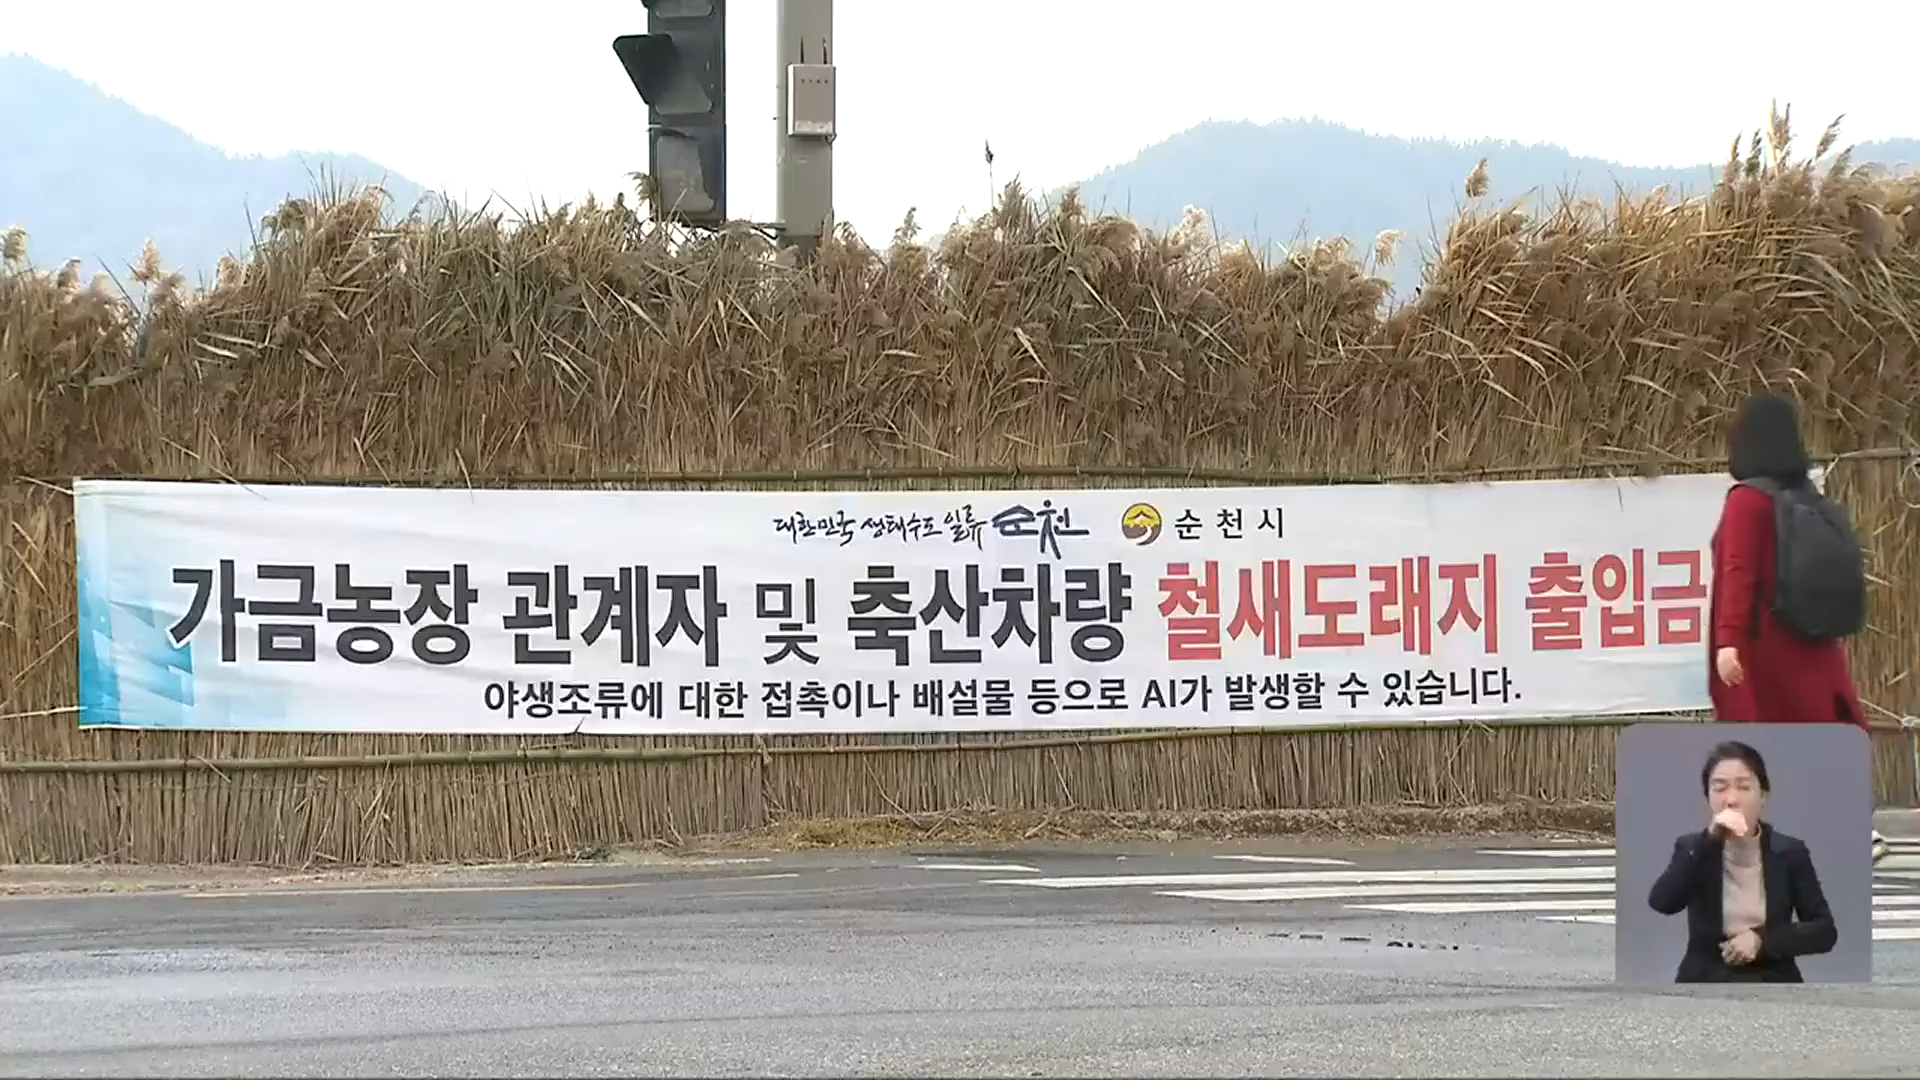 대한민국 생태수도 일류 순천 순천시
가금농장 관계자 및 축산차량 철새도래지 출입금
야생조류에 대한 접촉이나 배설물 등으로 AI가 발생할 수 있습니다.